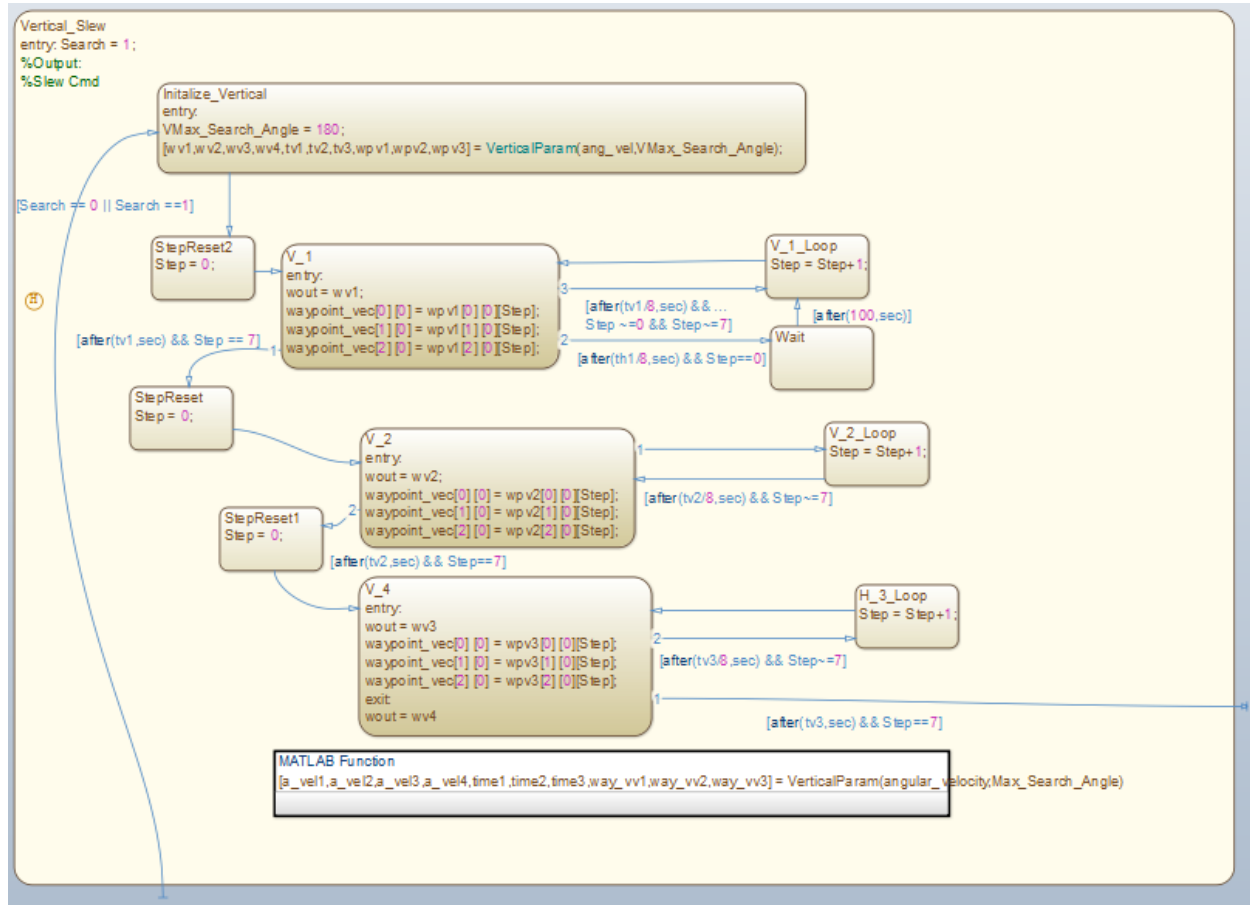 Vertical_Slew
entry: Search = 1;
%Output:
%Slew Cmd
Initalize_Vertical
entry:
VMax_Search_Angle = 180;
[wv1,wv2,wv3,wv4,tv1,tv2,tv3,wpv1,wpv2,wpv3] = VerticalParam(ang_vel,VMax_Search_Angle);
[Search == 0 || Search ==1]
StepReset2
Step = 0;
V_1
entry:
wout = wv1;
waypoint_vec[0] [0] = wpv1[0] [0][Step];
waypoint_vec[1] [0] = wpv1[1] [0][Step];
waypoint_vec[2] [0] = wpv1[2] [0][Step];
V_1_Loop
Step = Step+1;
3
[after(tv1/8,sec) && ...
Step ~=0 && Step~=7]
[after(100,sec)]
2
[after(th1/8,sec) && Step==0]
Wait
H
[after(tv1,sec) && Step == 7]
1
StepReset
Step = 0;
V_2
entry:
wout = wv2;
waypoint_vec[0] [0] = wpv2[0] [0][Step];
waypoint_vec[1] [0] = wpv2[1] [0][Step];
waypoint_vec[2] [0] = wpv2[2] [0][Step];
1
V_2_Loop
Step = Step+1;
[after(tv2/8,sec) && Step~=7]
2
StepReset1
Step = 0;
[after(tv2,sec) && Step==7]
V_4
entry:
wout = wv3
waypoint_vec[0] [0] = wpv3[0] [0][Step];
waypoint_vec[1] [0] = wpv3[1] [0][Step];
waypoint_vec[2] [0] = wpv3[2] [0][Step];
exit:
wout = wv4
H_3_Loop
Step = Step+1;
2
[after(tv3/8,sec) && Step~=7]
1
[after(tv3,sec) && Step==7]
MATLAB Function
[a_vel1,a_vel2,a_vel3,a_vel4,time1,time2,time3,way_vv1,way_vv2,way_vv3] = VerticalParam(angular_velocity,Max_Search_Angle)